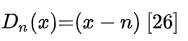 Dₙ(x)=(x − n) [26]